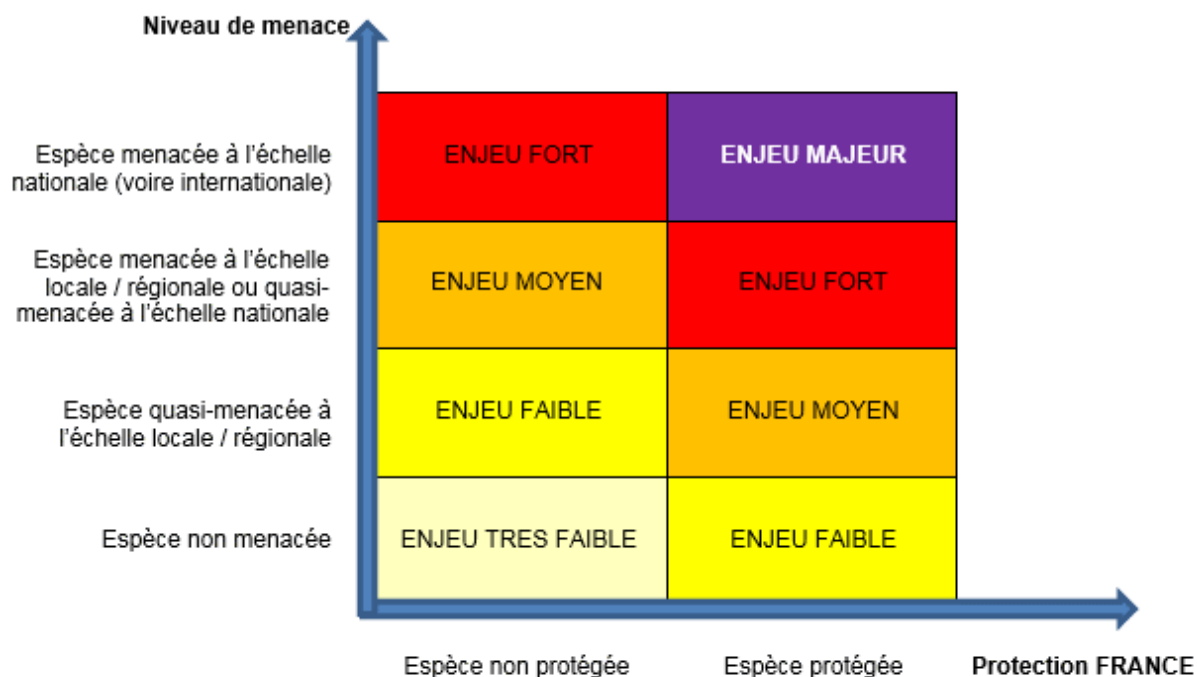 Niveau de menace
Espèce menacée à l’échelle
nationale (voire internationale)
ENJEU FORT
ENJEU MAJEUR
Espèce menacée à l’échelle
locale / régionale ou quasi-
menacée à l’échelle nationale
ENJEU MOYEN
ENJEU FORT
Espèce quasi-menacée à
l’échelle locale / régionale
ENJEU FAIBLE
ENJEU MOYEN
Espèce non menacée
ENJEU TRES FAIBLE
ENJEU FAIBLE
Espèce non protégée
Espèce protégée
Protection FRANCE